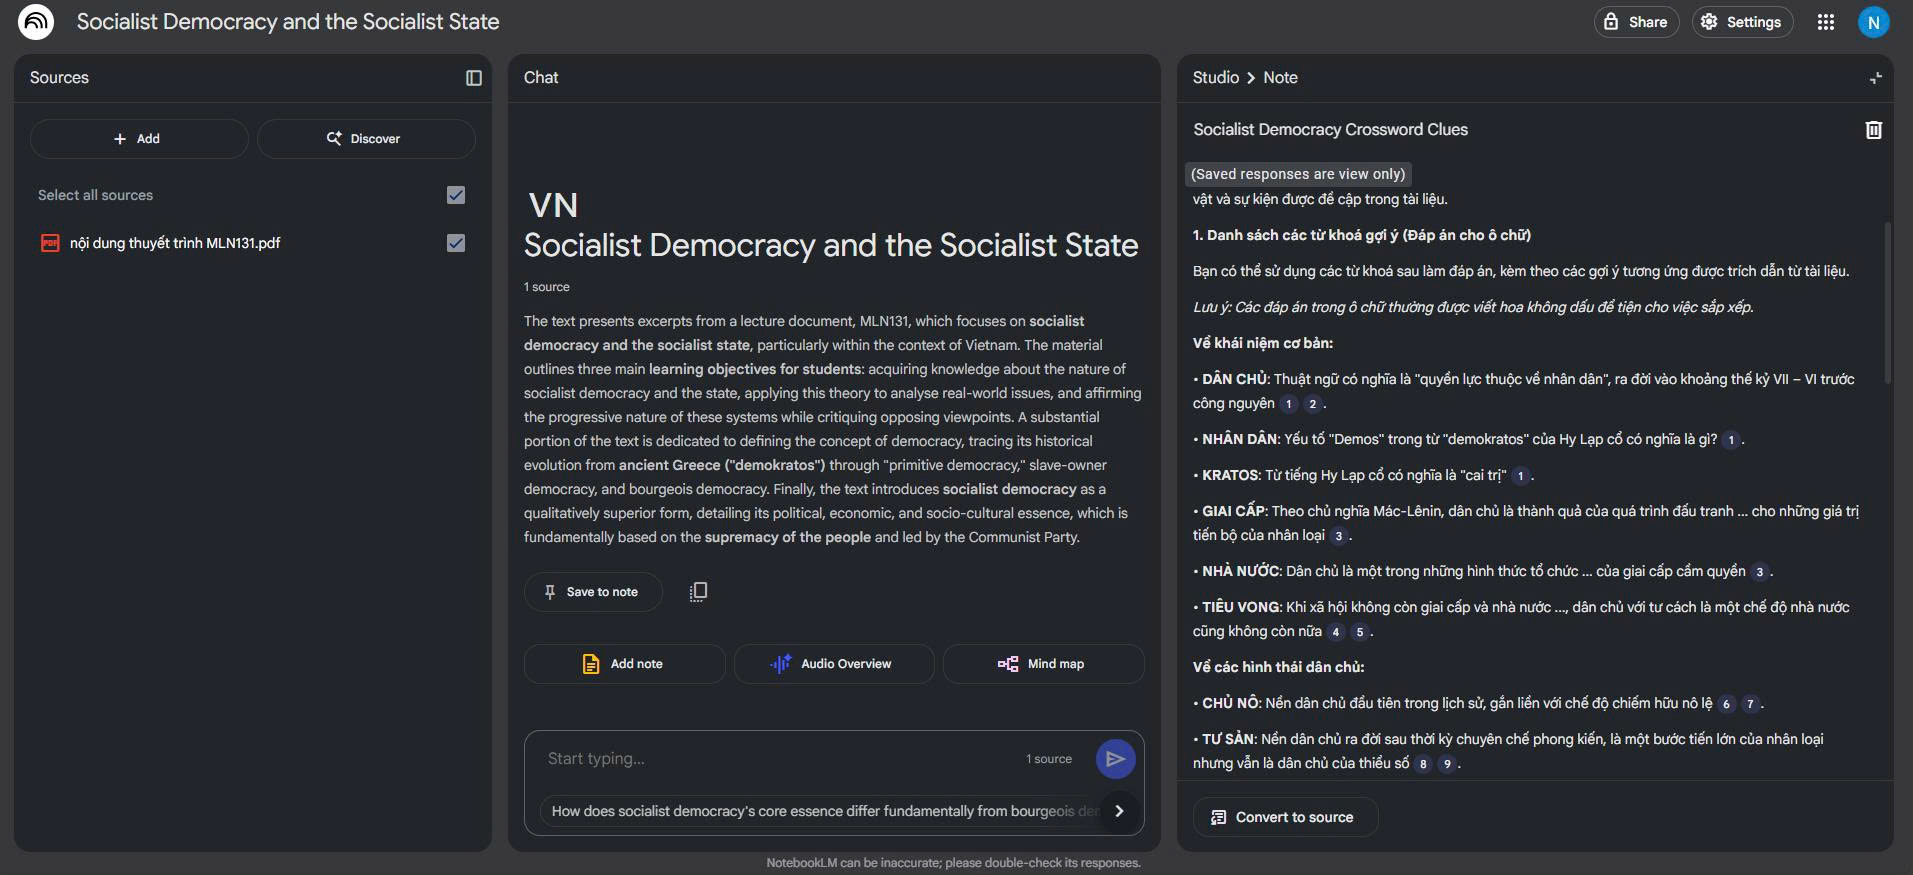 Socialist Democracy and the Socialist State
Share
Settings
N
Sources
Add
Discover
Select all sources
PDF
nội dung thuyết trình MLN131.pdf
Chat
VN
Socialist Democracy and the Socialist State
1 source
The text presents excerpts from a lecture document, MLN131, which focuses on socialist
democracy and the socialist state, particularly within the context of Vietnam. The material
outlines three main learning objectives for students: acquiring knowledge about the nature of
socialist democracy and the state, applying this theory to analyse real-world issues, and affirming
the progressive nature of these systems while critiquing opposing viewpoints. A substantial
portion of the text is dedicated to defining the concept of democracy, tracing its historical
evolution from ancient Greece ("demokratos") through "primitive democracy," slave-owner
democracy, and bourgeois democracy. Finally, the text introduces socialist democracy as a
qualitatively superior form, detailing its political, economic, and socio-cultural essence, which is
fundamentally based on the supremacy of the people and led by the Communist Party.
Save to note
Add note
Audio Overview
Mind map
Start typing...
1 source
How does socialist democracy's core essence differ fundamentally from bourgeois der
NotebookLM can be inaccurate; please double-check its responses.
Studio > Note
Socialist Democracy Crossword Clues
(Saved responses are view only)
vật và sự kiện được đề cập trong tài liệu.
1. Danh sách các từ khoá gợi ý (Đáp án cho ô chữ)
Bạn có thể sử dụng các từ khoá sau làm đáp án, kèm theo các gợi ý tương ứng được trích dẫn từ tài liệu.
Lưu ý: Các đáp án trong ô chữ thường được viết hoa không dấu để tiện cho việc sắp xếp.
Về khái niệm cơ bản:
• DÂN CHỦ: Thuật ngữ có nghĩa là "quyền lực thuộc về nhân dân", ra đời vào khoảng thế kỷ VII – VI trước
công nguyên 1 2 .
• NHÂN DÂN: Yếu tố "Demos" trong từ "demokratos" của Hy Lạp cổ có nghĩa là gì? 1 .
• KRATOS: Từ tiếng Hy Lạp cổ có nghĩa là "cai trị" 1 .
• GIAI CẤP: Theo chủ nghĩa Mác-Lênin, dân chủ là thành quả của quá trình đấu tranh ... cho những giá trị
tiến bộ của nhân loại 3 .
• NHÀ NƯỚC: Dân chủ là một trong những hình thức tổ chức ... của giai cấp cầm quyền 3 .
• TIÊU VONG: Khi xã hội không còn giai cấp và nhà nước ..., dân chủ với tư cách là một chế độ nhà nước
cũng không còn nữa 4 5 .
Về các hình thái dân chủ:
• CHỦ NÔ: Nền dân chủ đầu tiên trong lịch sử, gắn liền với chế độ chiếm hữu nô lệ 6 7 .
• TƯ SẢN: Nền dân chủ ra đời sau thời kỳ chuyên chế phong kiến, là một bước tiến lớn của nhân loại
nhưng vẫn là dân chủ của thiểu số 8 9 .
Convert to source